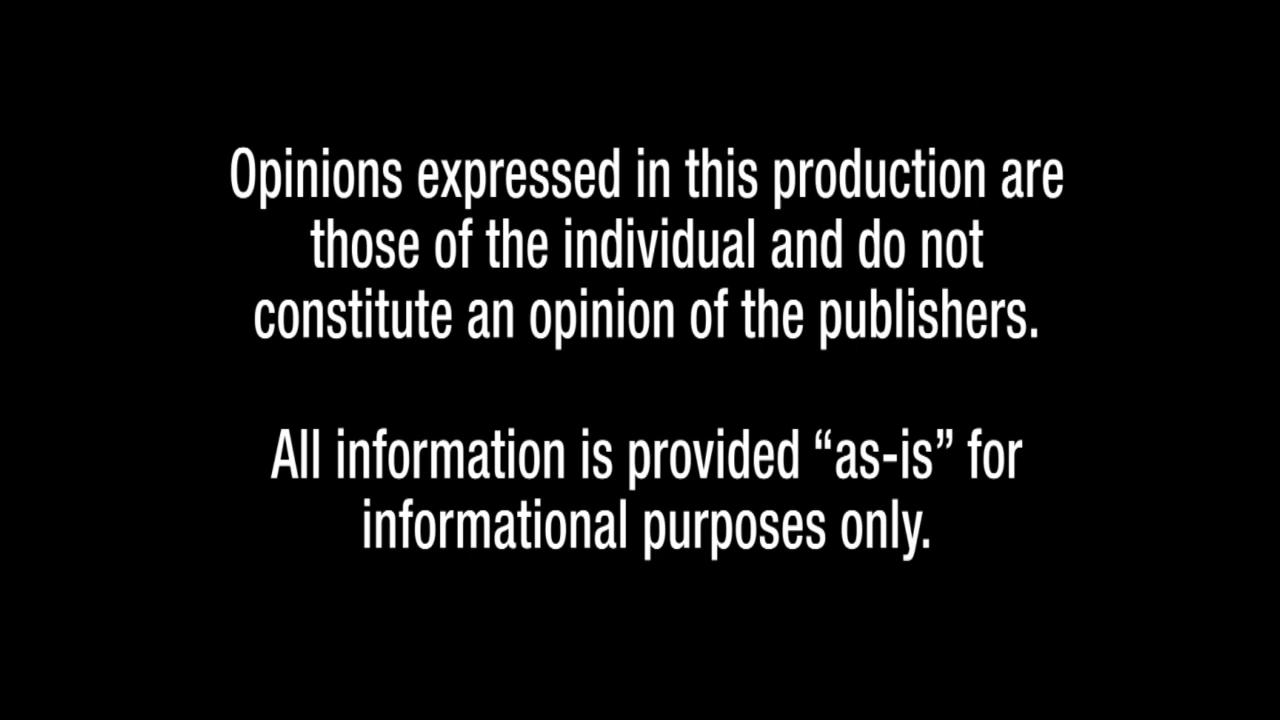 Opinions expressed in this production are
those of the individual and do not
constitute an opinion of the publishers.
All information is provided “as-is” for
informational purposes only.